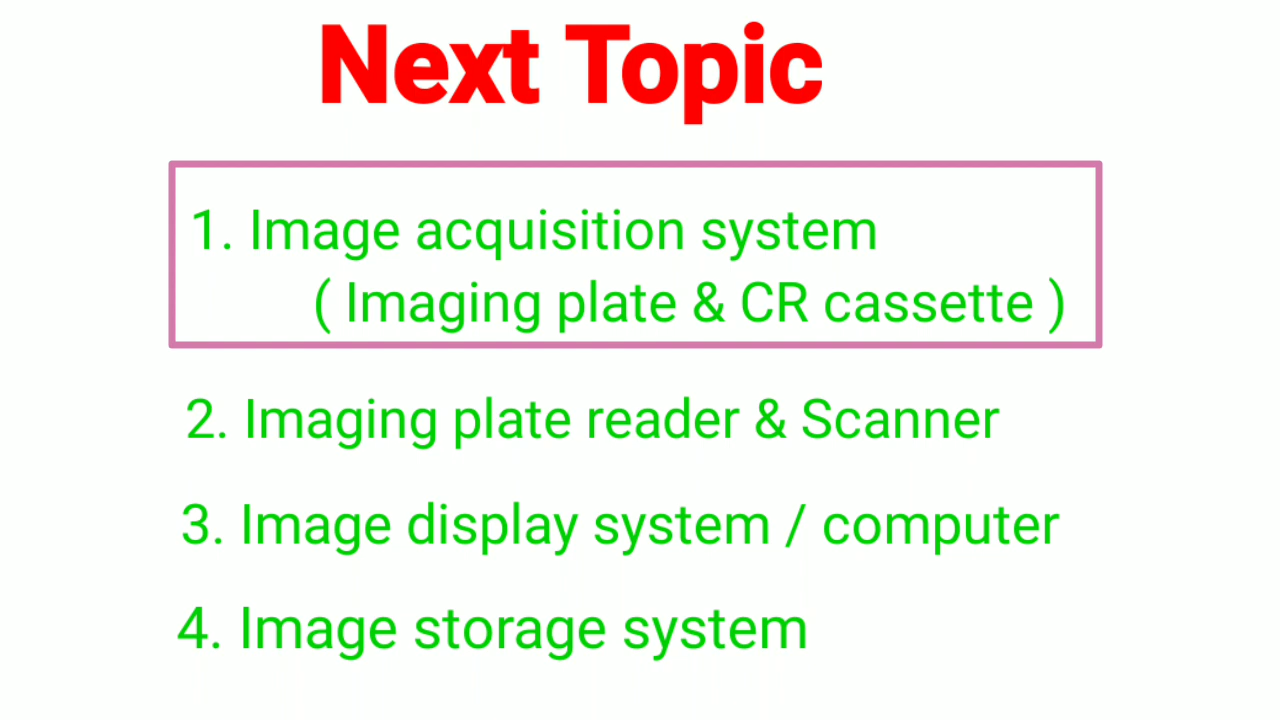 Next Topic
1. Image acquisition system
( Imaging plate & CR cassette )
2. Imaging plate reader & Scanner
3. Image display system / computer
4. Image storage system